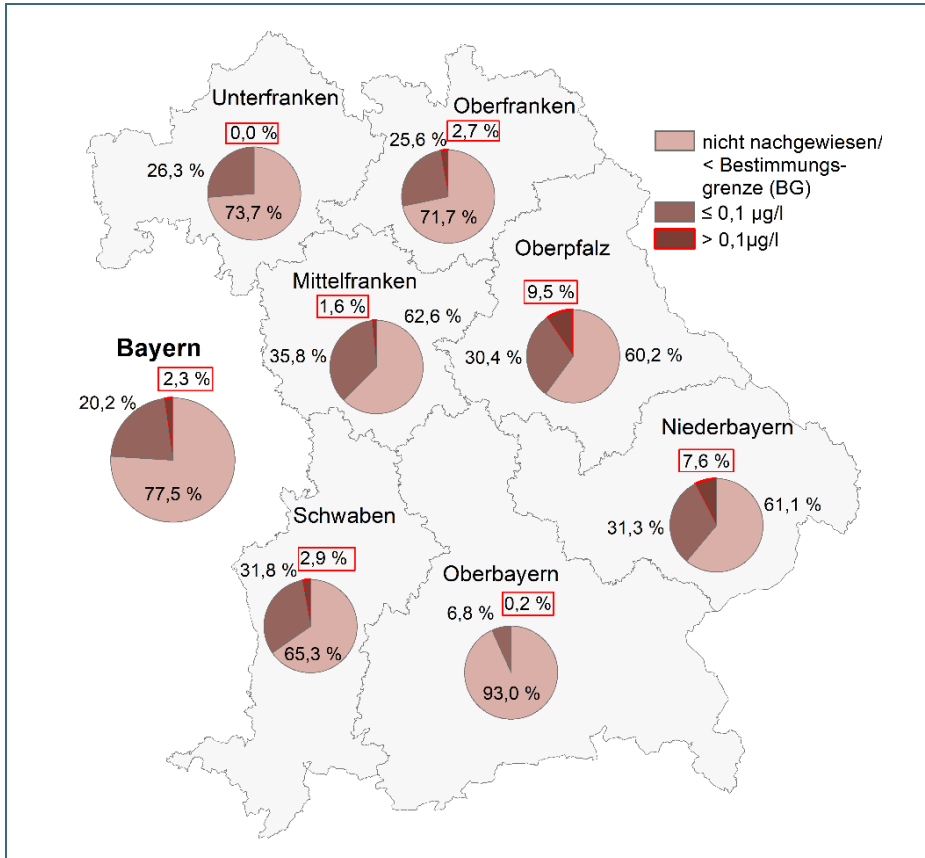 Unterfranken
0,0 %
26,3 %
73,7 %
Oberfranken
25,6 %
2,7 %
71,7 %
nicht nachgewiesen/
< Bestimmungs-
grenze (BG)
≤ 0,1 µg/l
> 0,1µg/l
Mittelfranken
1,6 %
62,6 %
35,8 %
Oberpfalz
9,5 %
30,4 %
60,2 %
Bayern
2,3 %
20,2 %
77,5 %
Niederbayern
7,6 %
61,1 %
31,3 %
Schwaben
31,8 %
2,9 %
65,3 %
Oberbayern
6,8 %
0,2 %
93,0 %